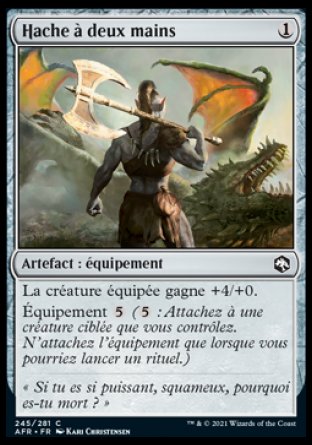 Hache à deux mains 1
Artefact : équipement
La créature équipée gagne +4/+0.
Équipement 5 (5 : Attachez à une
créature ciblée que vous contrôlez.
N'attachez l'équipement que lorsque vous
pourriez lancer un rituel.)
« Si tu es si puissant, squameux, pourquoi
es-tu mort ? »
245/281 C
AFR • FR Kari Christensen
™ & © 2021 Wizards of the Coast